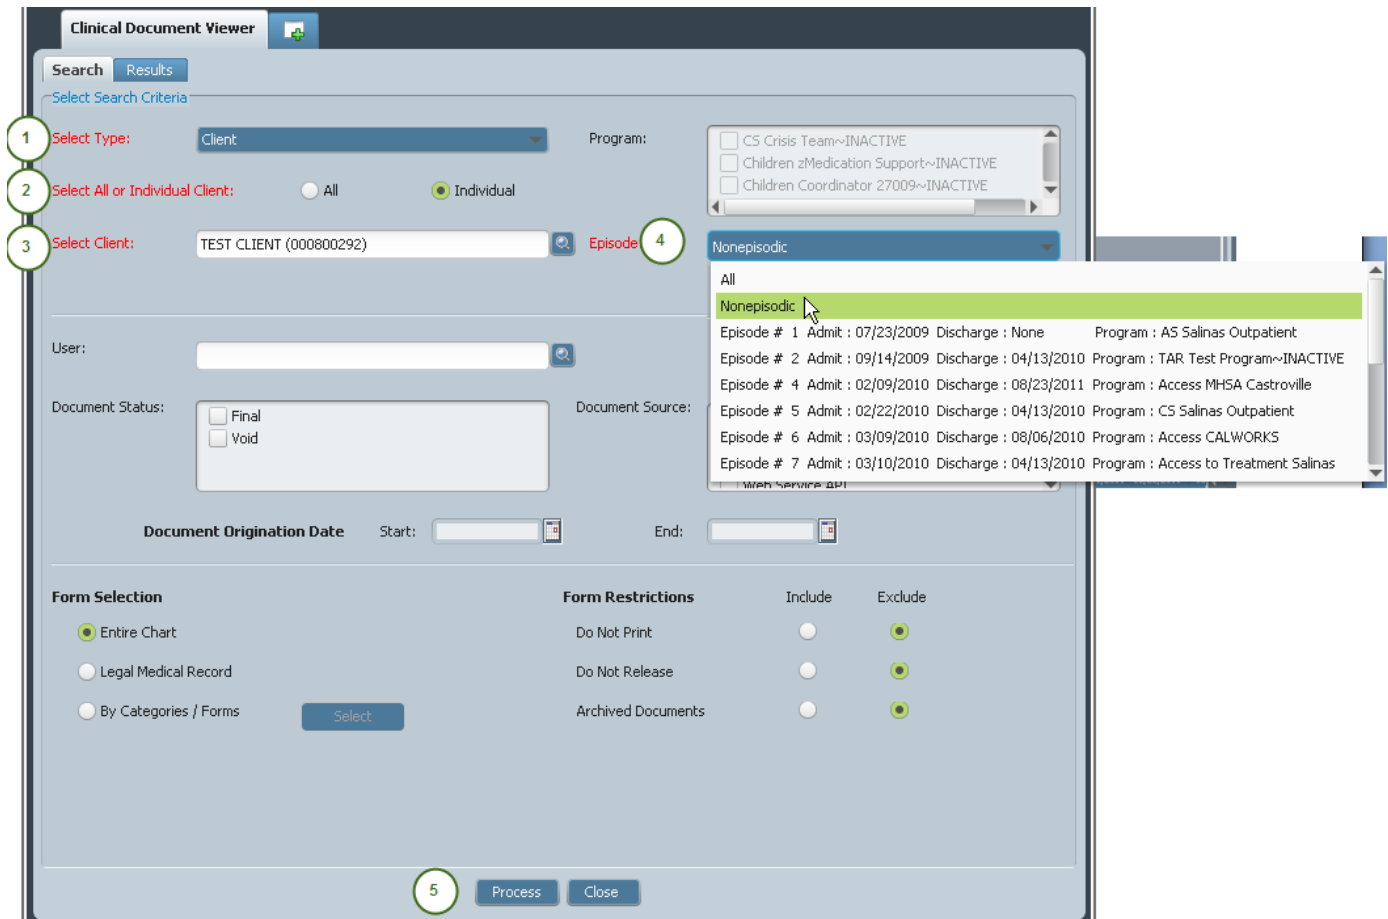 Clinical Document Viewer
Search Results
Select Search Criteria
1 Select Type: Client Program: CS Crisis Team~INACTIVE
Children zMedication Support~INACTIVE
Children Coordinator 27009~INACTIVE
2 Select All or Individual Client: All Individual
3 Select Client: TEST CLIENT (000800292) Episode 4 Nonepisodic
All
Nonepisodic
Episode # 1 Admit : 07/23/2009 Discharge : None Program : AS Salinas Outpatient
Episode # 2 Admit : 09/14/2009 Discharge : 04/13/2010 Program : TAR Test Program~INACTIVE
Episode # 4 Admit : 02/09/2010 Discharge : 08/23/2011 Program : Access MHSA Castroville
Episode # 5 Admit : 02/22/2010 Discharge : 04/13/2010 Program : CS Salinas Outpatient
Episode # 6 Admit : 03/09/2010 Discharge : 08/06/2010 Program : Access CALWORKS
Episode # 7 Admit : 03/10/2010 Discharge : 04/13/2010 Program : Access to Treatment Salinas
User:
Document Status: Final Document Source:
Void
Web Service API
Document Origination Date Start: End:
Form Selection Form Restrictions Include Exclude
Entire Chart Do Not Print
Legal Medical Record Do Not Release
By Categories / Forms Select Archived Documents
5 Process Close